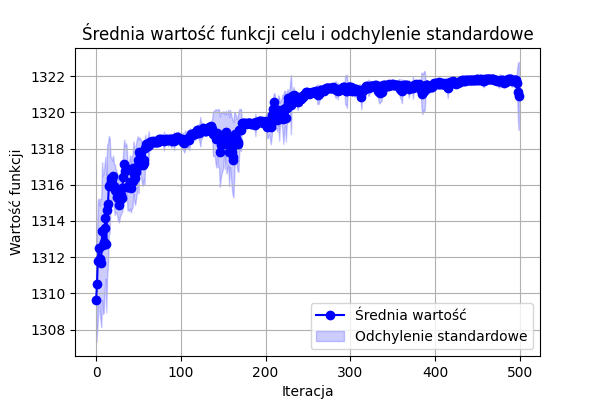 Średnia wartość funkcji celu i odchylenie standardowe
Wartość funkcji
1322
1320
1318
1316
1314
1312
1310
1308
0 100 200 300 400 500
Iteracja
Średnia wartość
Odchylenie standardowe